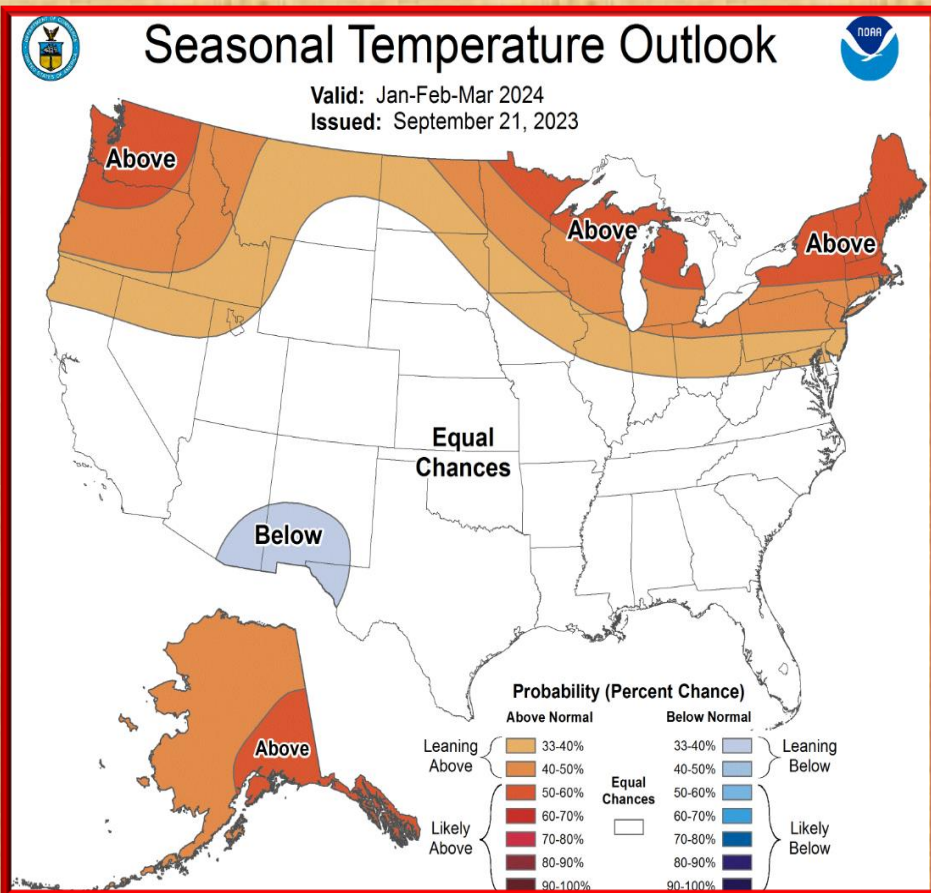 Seasonal Temperature Outlook
NOAA
Valid: Jan-Feb-Mar 2024
Issued: September 21, 2023
Above
Above
Above
Equal
Chances
Below
Above
Probability (Percent Chance)
Above Normal
Below Normal
Leaning
Above
33-40%
40-50%
50-60%
60-70%
70-80%
80-90%
90-100%
Likely
Above
Equal
Chances
33-40%
40-50%
50-60%
60-70%
70-80%
80-90%
90-100%
Leaning
Below
Likely
Below